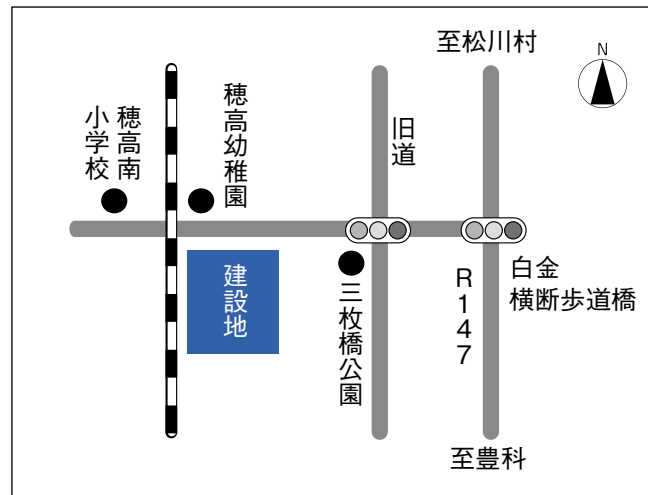 至松川村
N
穂高南
小学校
穂高幼稚園
旧道
建設地
三枚橋公園
R147
白金
横断歩道橋
至豊科